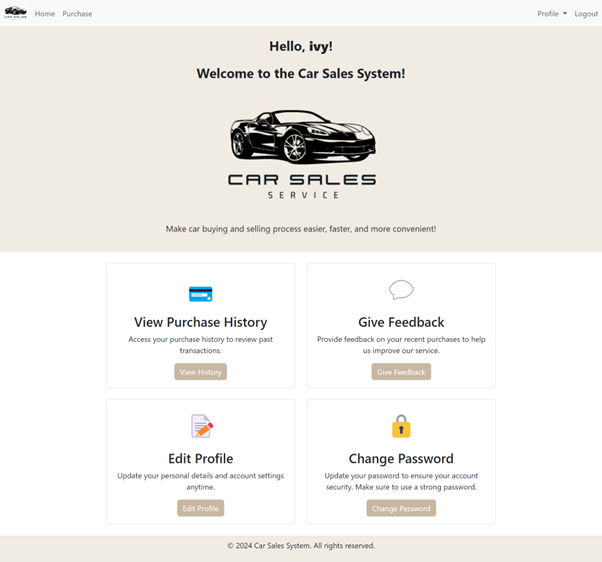 CAR SALES Home Purchase Profile Logout
Hello, ivy!
Welcome to the Car Sales System!
CAR SALES
SERVICE
Make car buying and selling process easier, faster, and more convenient!
View Purchase History
Access your purchase history to review past
transactions.
View History
Give Feedback
Provide feedback on your recent purchases to help
us improve our service.
Give Feedback
Edit Profile
Update your personal details and account settings
anytime.
Edit Profile
Change Password
Update your password to ensure your account
security. Make sure to use a strong password.
Change Password
© 2024 Car Sales System. All rights reserved.